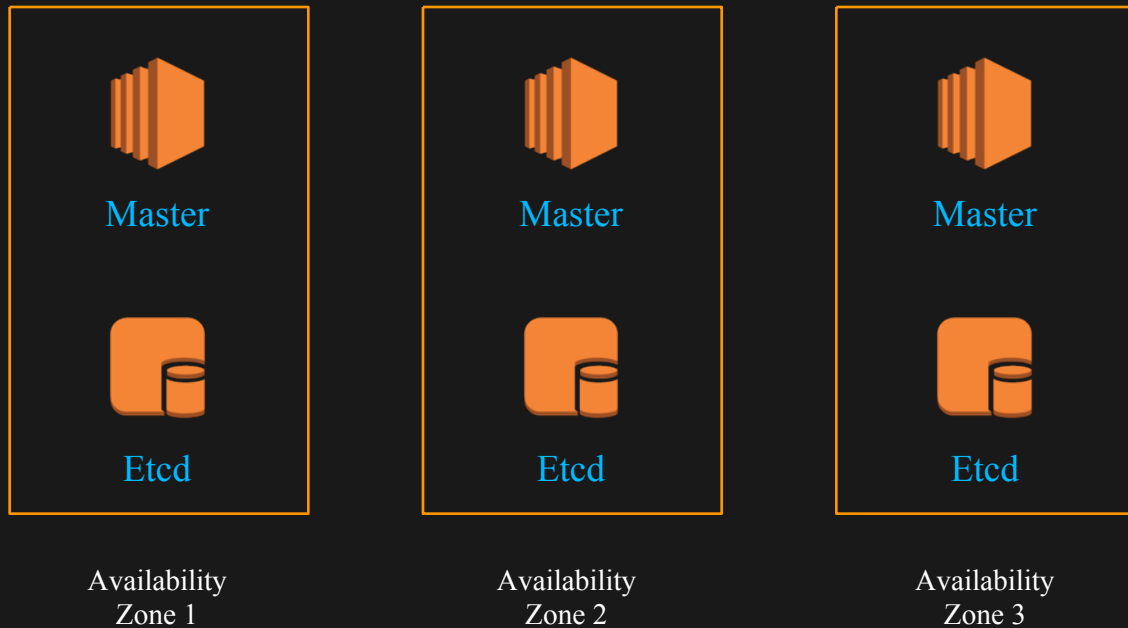 Master
Master
Master
Etcd
Etcd
Etcd
Availability
Zone 1
Availability
Zone 2
Availability
Zone 3